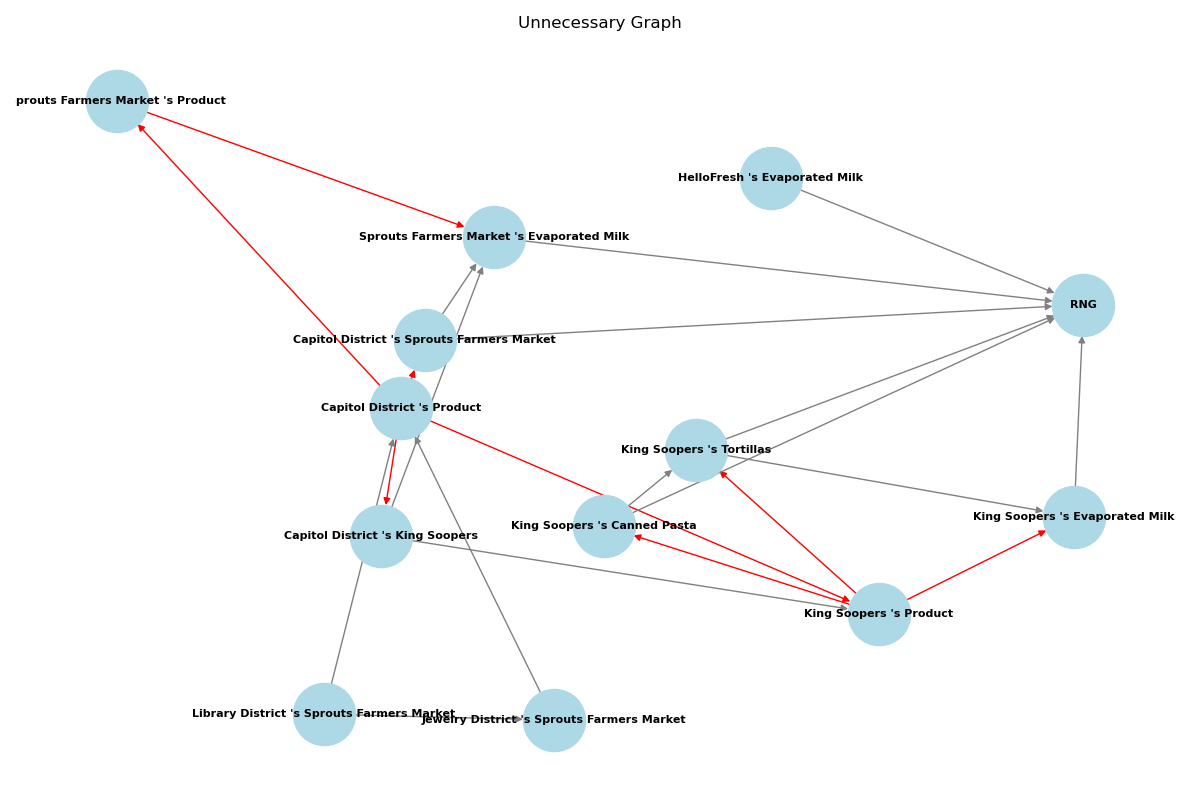 Unnecessary Graph
prouts Farmers Market 's Product
HelloFresh 's Evaporated Milk
Sprouts Farmers Market 's Evaporated Milk
RNG
Capitol District 's Sprouts Farmers Market
Capitol District 's Product
King Soopers 's Tortillas
King Soopers 's Evaporated Milk
King Soopers 's Canned Pasta
Capitol District 's King Soopers
King Soopers 's Product
Library District 's Sprouts Farmers Market
Jewelry District 's Sprouts Farmers Market